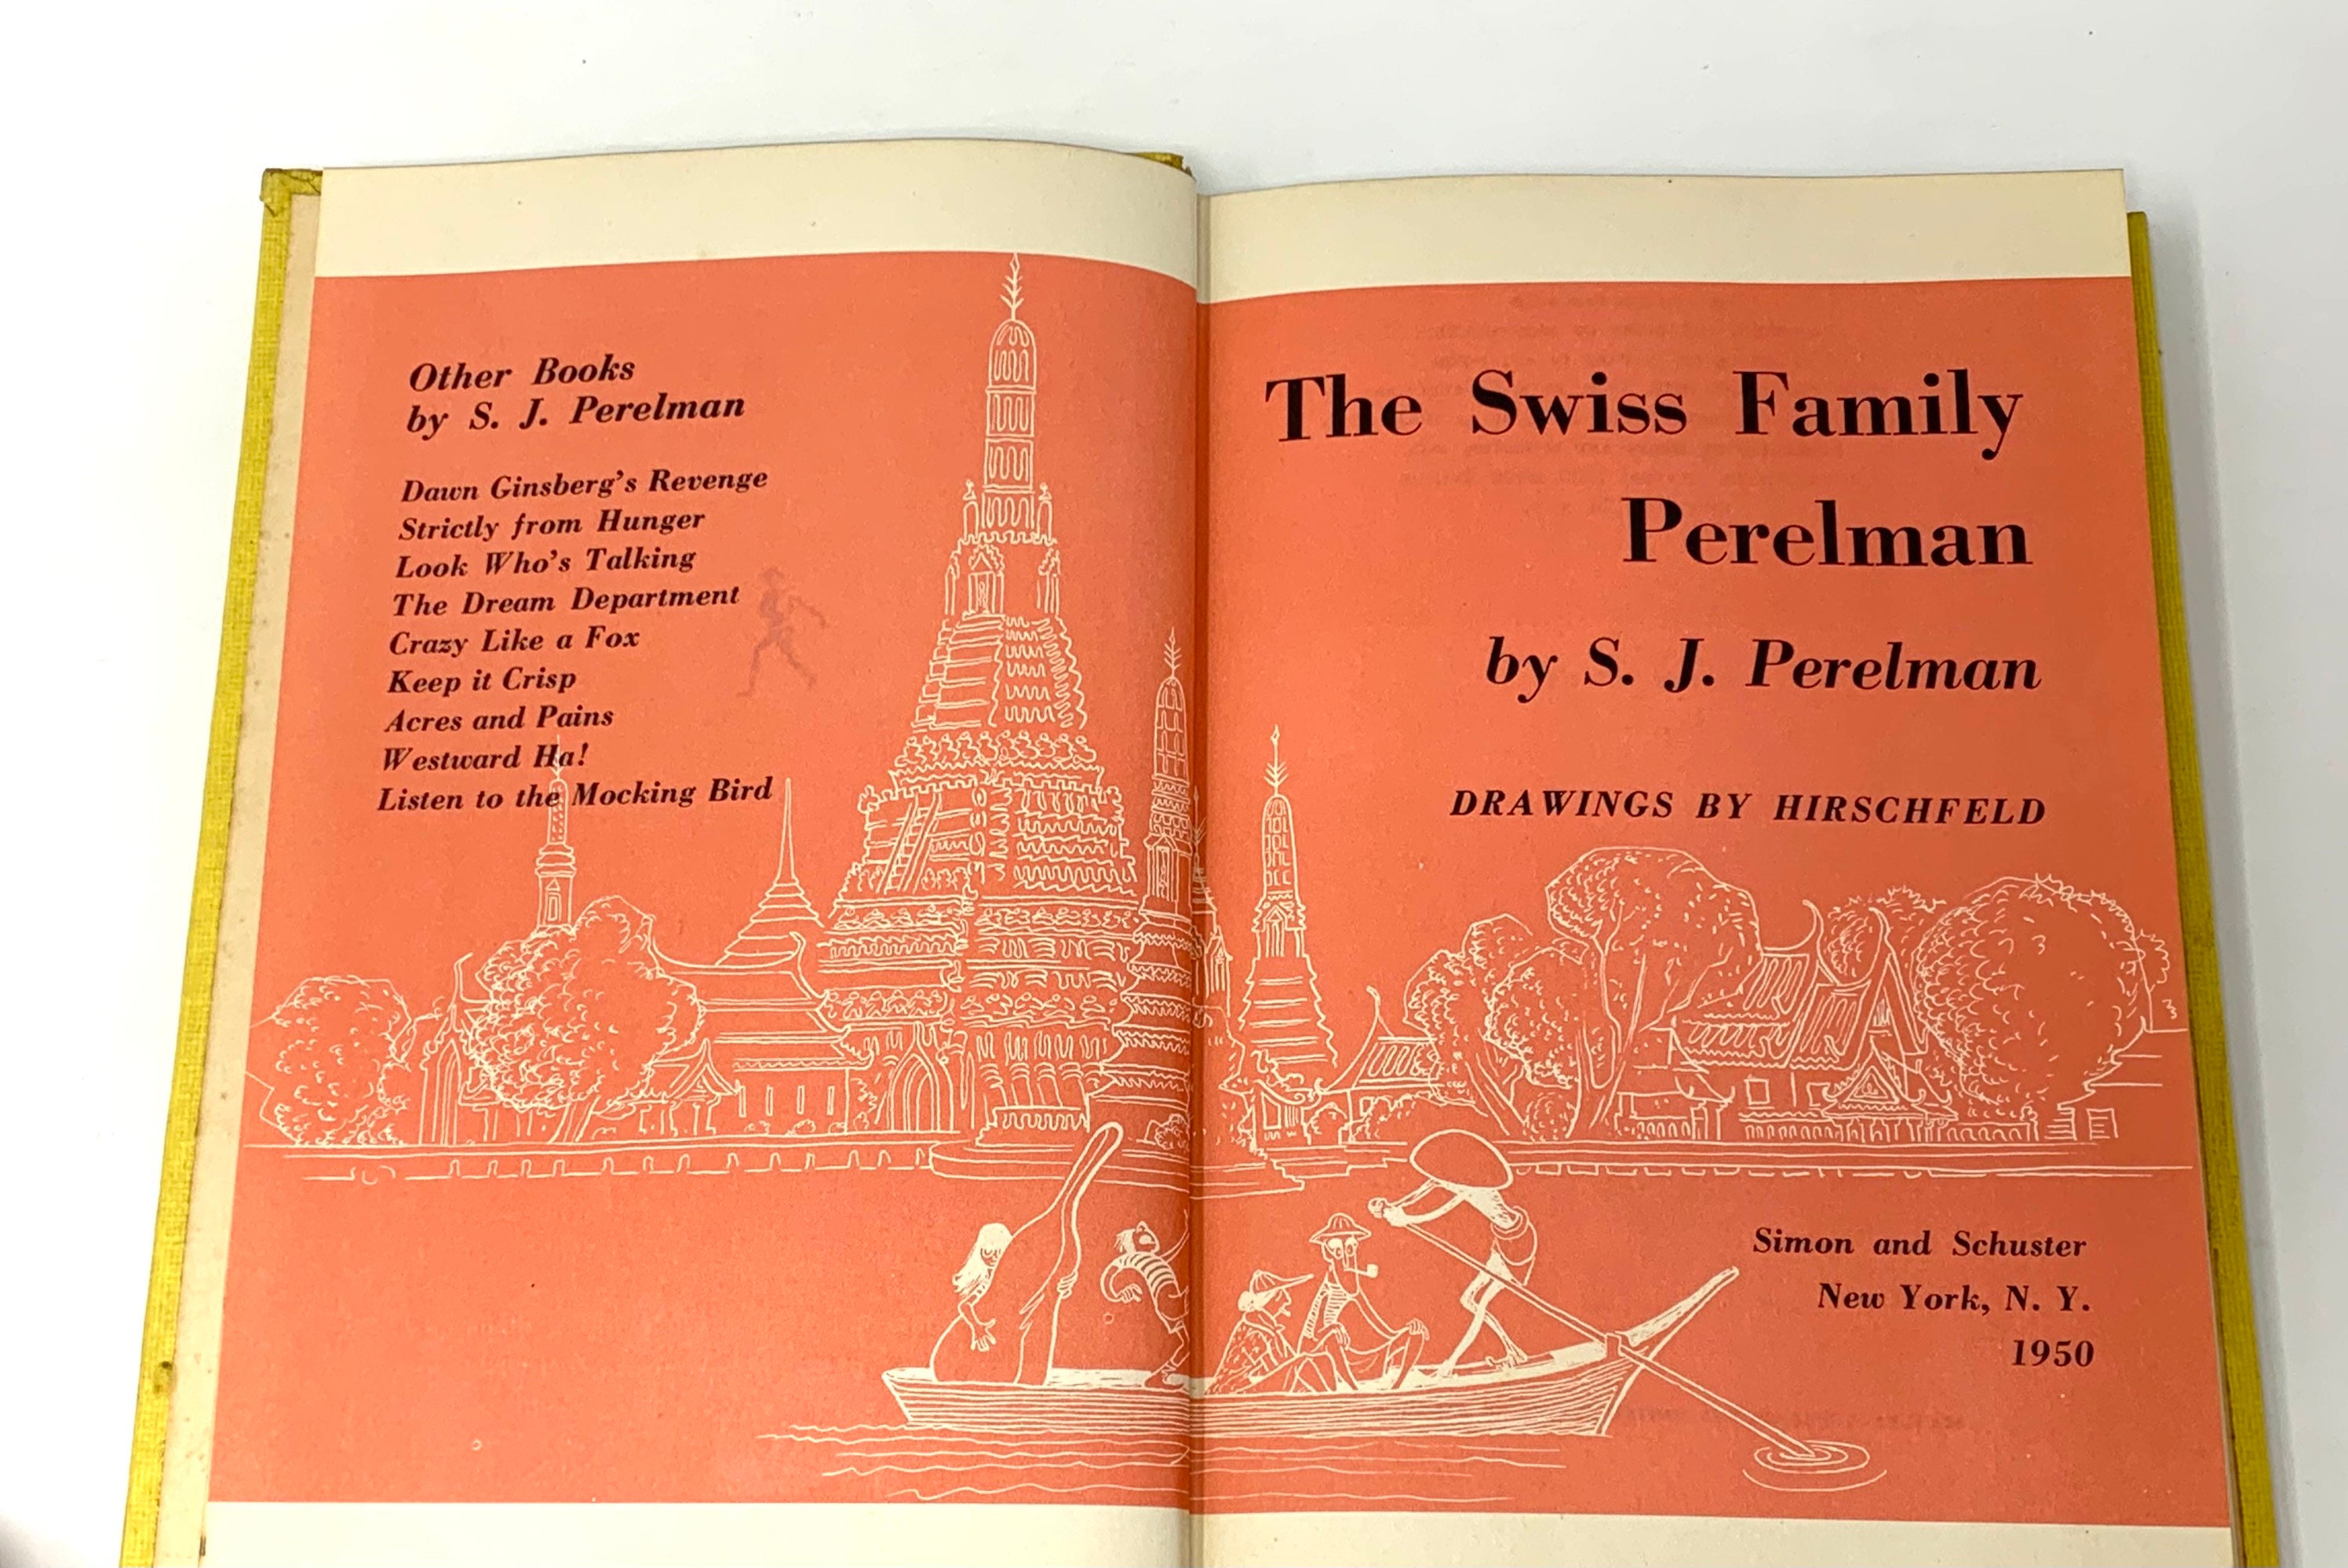 Other Books
by S. J. Perelman
Dawn Ginsberg's Revenge
Strictly from Hunger
Look Who's Talking
The Dream Department
Crazy Like a Fox
Keep it Crisp
Acres and Pains
Westward Ha!
Listen to the Mocking Bird
The Swiss Family
Perelman
by S. J. Perelman
DRAWINGS BY HIRSCHFELD
Simon and Schuster
New York, N. Y.
1950